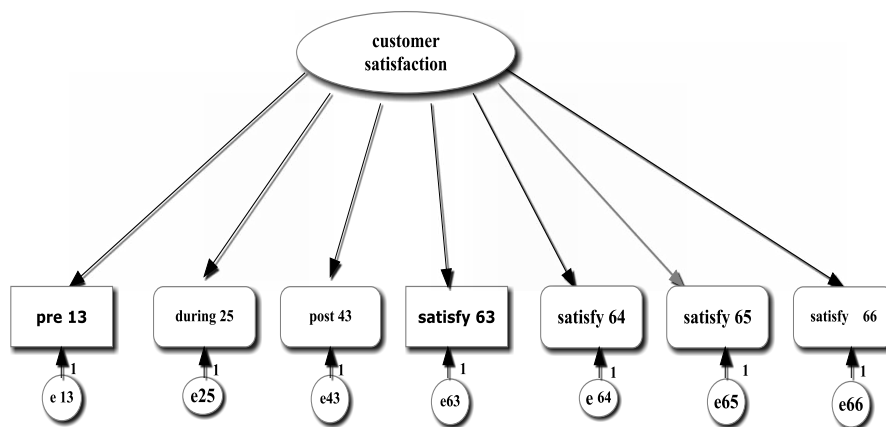 customer
satisfaction
pre 13
during 25
post 43
satisfy 63
satisfy 64
satisfy 65
satisfy 66
1
1
1
1
1
1
1
e 13
e25
e43
e63
e 64
e65
e66